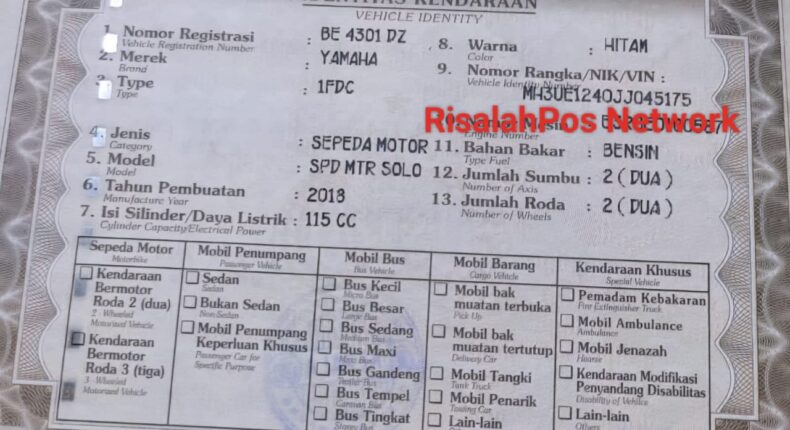 IDENTITAS KENDARAAN
VEHICLE IDENTITY
1. Nomor Registrasi : BE 4301 DZ
Vehicle Registration Number
2. Merek : YAMAHA
Brand
3. Type : 1FDC
Type
4. Jenis : SEPEDA MOTOR
Category
5. Model : SPD MTR SOLO
Model
6. Tahun Pembuatan : 2018
Manufacture Year
7. Isi Silinder/Daya Listrik : 115 CC
Cylinder Capacity/Electrical Power
8. Warna : HITAM
Color
9. Nomor Rangka/NIK/VIN :
Vehicle Identity Number
MH3UE1240JJ045175
RisalahPos Network
Engine Number
11. Bahan Bakar : BENSIN
Type Fuel
12. Jumlah Sumbu : 2 ( DUA )
Number of Axis
13. Jumlah Roda : 2 ( DUA )
Number of Wheels
Sepeda Motor
Motorbike
Kendaraan
Bermotor
Roda 2 (dua)
2 - Wheeled
Motorized Vehicle
Kendaraan
Bermotor
Roda 3 (tiga)
3 - Wheeled
Motorized Vehicle
Mobil Penumpang
Passenger Vehicle
Sedan
Sedan
Bukan Sedan
Non Sedan
Mobil Penumpang
Keperluan Khusus
Passenger Car for
Specific Purpose
Mobil Bus
Bus Vehicle
Bus Kecil
Micro Bus
Bus Besar
Large Bus
Bus Sedang
Medium Bus
Bus Maxi
Maxi Bus
Bus Gandeng
Trailer Bus
Bus Tempel
Caravan Bus
Bus Tingkat
Storey Bus
Mobil Barang
Cargo Vehicle
Mobil bak
muatan terbuka
Pick Up
Mobil bak
muatan tertutup
Delivery Car
Mobil Tangki
Tank Truck
Mobil Penarik
Towing Car
Lain-lain
Kendaraan Khusus
Special Vehicle
Pemadam Kebakaran
Fire Extinguisher Truck
Mobil Ambulance
Ambulance
Mobil Jenazah
Hearse
Kendaraan Modifikasi
Penyandang Disabilitas
Disability of Vehicle
Lain-lain
Others